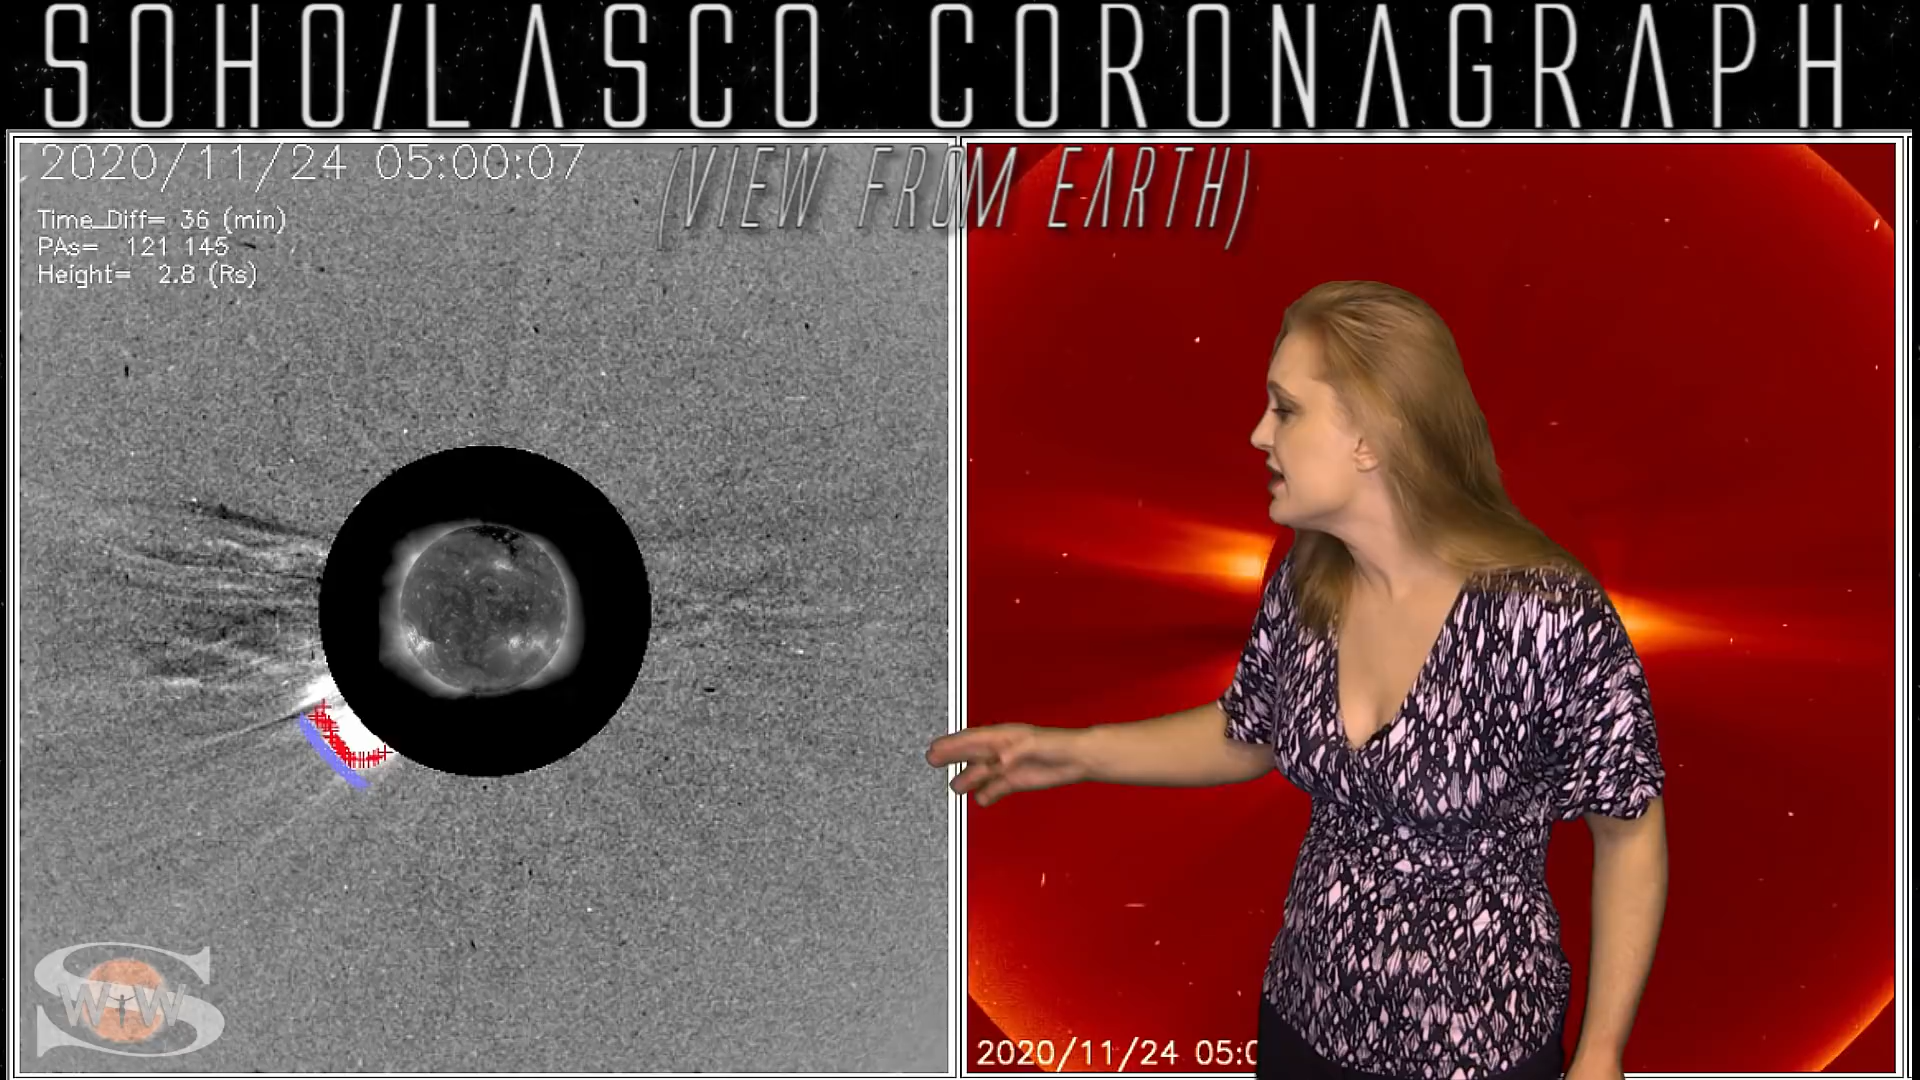 SOHO/LASCO CORONAGRAPH
(VIEW FROM EARTH)
2020/11/24 05:00:07
Time_Diff= 36 (min)
PAs= 121 145
Height= 2.8 (Rs)
S
WTW
2020/11/24 05:0